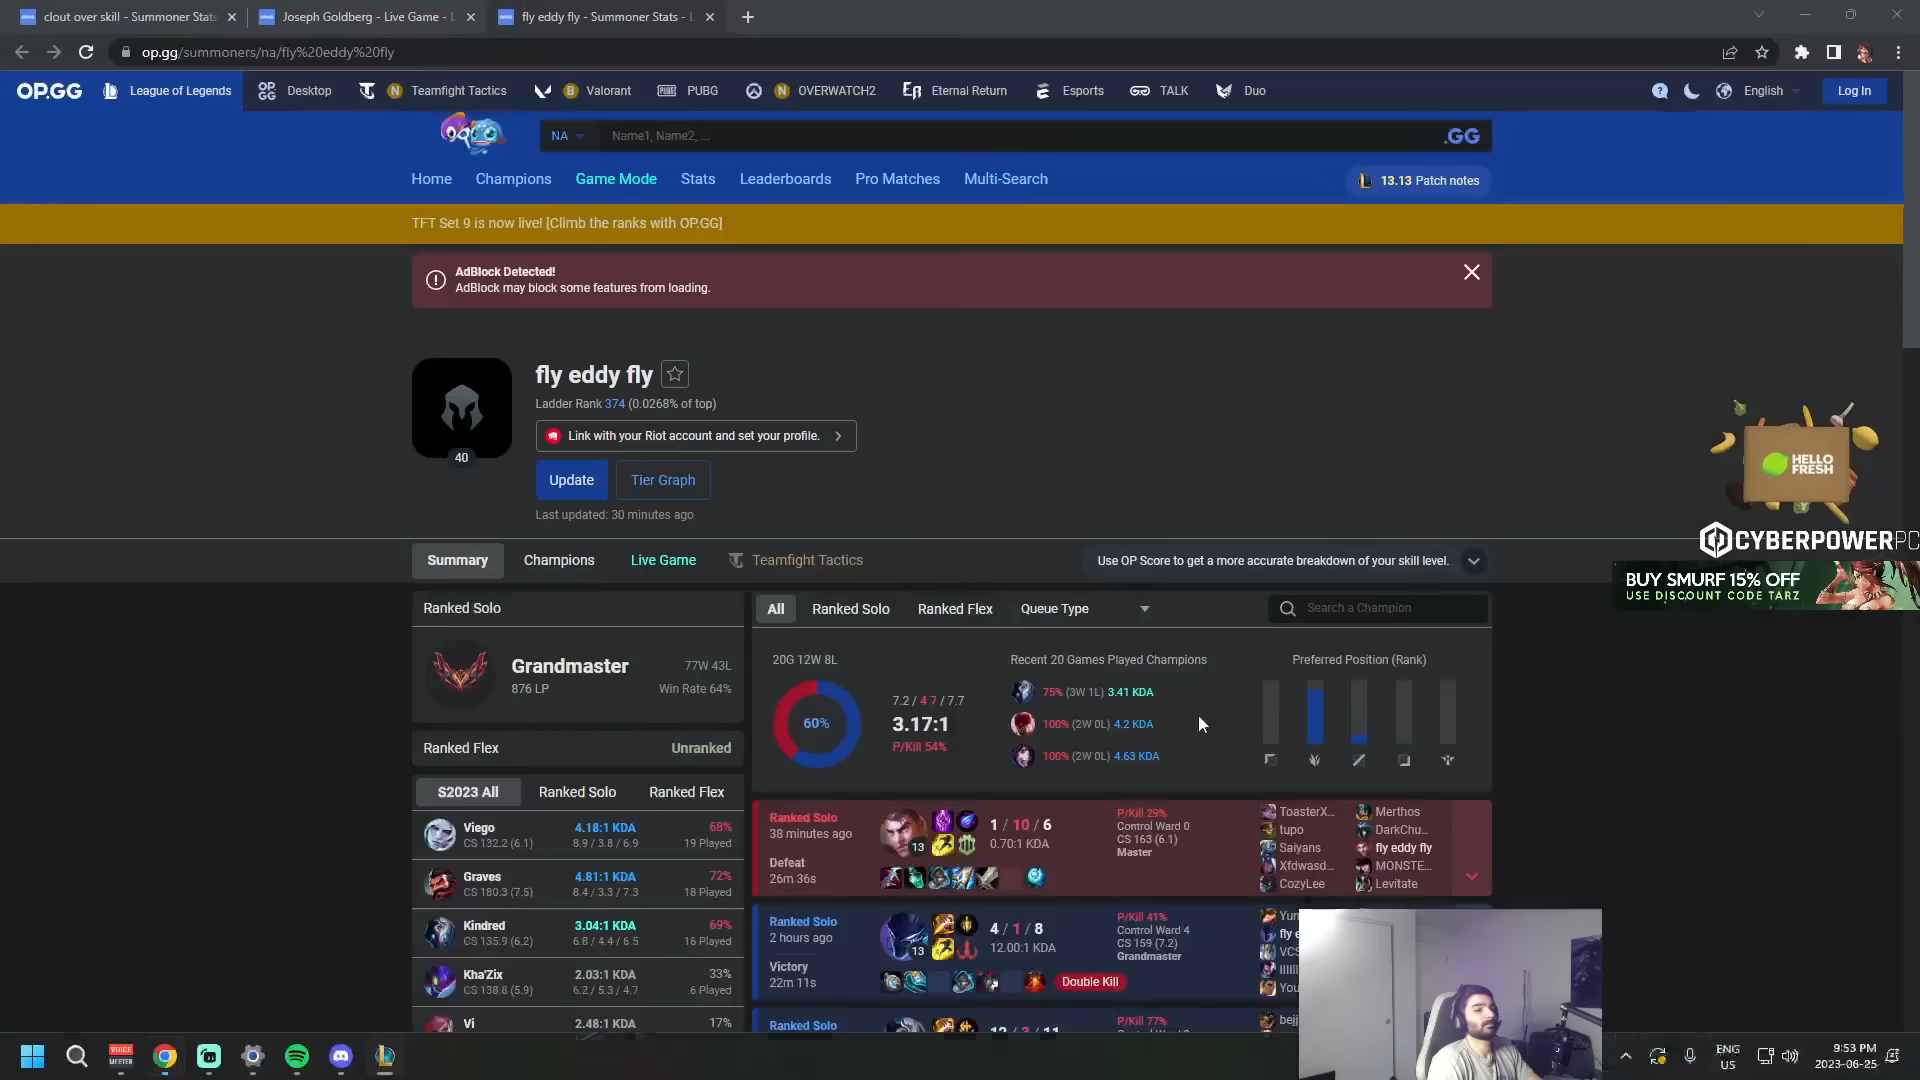 clout over skill - Summoner Stats
Joseph Goldberg - Live Game - L
fly eddy fly - Summoner Stats - L
op.gg/summoners/na/fly%20eddy%20fly
OP.GG
League of Legends
OP.GG Desktop
N Teamfight Tactics
B Valorant
PUBG
N OVERWATCH2
Eternal Return
Esports
TALK
Duo
English
Log In
NA
Name1, Name2, ...
.GG
Home
Champions
Game Mode
Stats
Leaderboards
Pro Matches
Multi-Search
13.13 Patch notes
TFT Set 9 is now live! [Climb the ranks with OP.GG]
AdBlock Detected!
AdBlock may block some features from loading.
fly eddy fly
Ladder Rank 374 (0.0268% of top)
Link with your Riot account and set your profile.
40
Update
Tier Graph
Last updated: 30 minutes ago
HELLO
FRESH
CYBERPOWERPC
BUY SMURF 15% OFF
USE DISCOUNT CODE TARZ
Summary
Champions
Live Game
Teamfight Tactics
Use OP Score to get a more accurate breakdown of your skill level.
Ranked Solo
Grandmaster
876 LP
77W 43L
Win Rate 64%
Ranked Flex
Unranked
S2023 All
Ranked Solo
Ranked Flex
Viego
CS 132.2 (6.1)
4.18:1 KDA
8.9 / 3.8 / 6.9
68%
19 Played
Graves
CS 180.3 (7.5)
4.81:1 KDA
8.4 / 3.3 / 7.3
72%
18 Played
Kindred
CS 135.9 (6.2)
3.04:1 KDA
6.8 / 4.4 / 6.5
69%
16 Played
Kha'Zix
CS 138.8 (5.9)
2.03:1 KDA
6.2 / 5.3 / 4.7
33%
6 Played
Vi
2.48:1 KDA
17%
All
Ranked Solo
Ranked Flex
Queue Type
Search a Champion
20G 12W 8L
60%
7.2 / 4.7 / 7.7
3.17:1
P/Kill 54%
Recent 20 Games Played Champions
75% (3W 1L) 3.41 KDA
100% (2W 0L) 4.2 KDA
100% (2W 0L) 4.63 KDA
Preferred Position (Rank)
Ranked Solo
38 minutes ago
Defeat
26m 36s
13
1 / 10 / 6
0.70:1 KDA
P/Kill 29%
Control Ward 0
CS 163 (6.1)
Master
ToasterX...
tupo
Saiyans
Xfdwasd...
CozyLee
Merthos
DarkChu...
fly eddy fly
MONSTE...
Levitate
Ranked Solo
2 hours ago
Victory
22m 11s
13
4 / 1 / 8
12.00:1 KDA
Double Kill
P/Kill 41%
Control Ward 4
CS 159 (7.2)
Grandmaster
Yun
fly e
VCS
You
Ranked Solo
P/Kill 77%
bejj
VOICE
MEETER
ENG
US
9:53 PM
2023-06-25